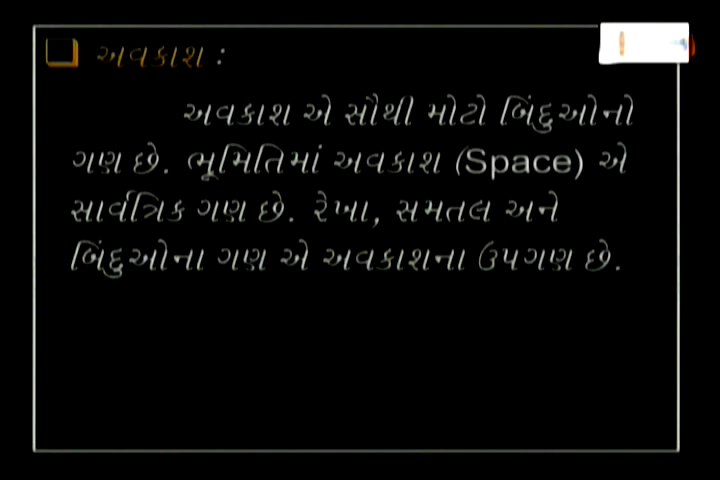 અવકાશ :
અવકાશ એ સૌથી મોટો બિંદુઓનો
ગણ છે. ભૂમિતિમાં અવકાશ (Space) એ
સાર્વત્રિક ગણ છે. રેખા, સમતલ અને
બિંદુઓના ગણ એ અવકાશના ઉપગણ છે.